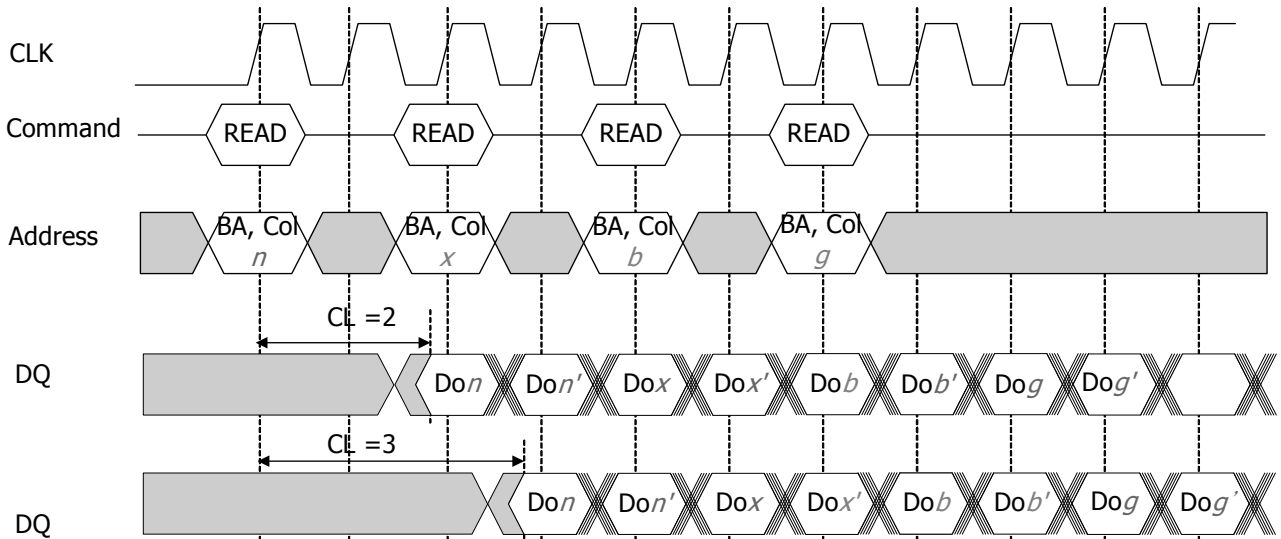 CLK
Command READ READ READ READ
Address BA, Col BA, Col BA, Col BA, Col
n x b g
CL =2
DQ Don Don' Dox Dox' Dob Dob' Dog Dog'
CL =3
DQ Don Don' Dox Dox' Dob Dob' Dog Dog'